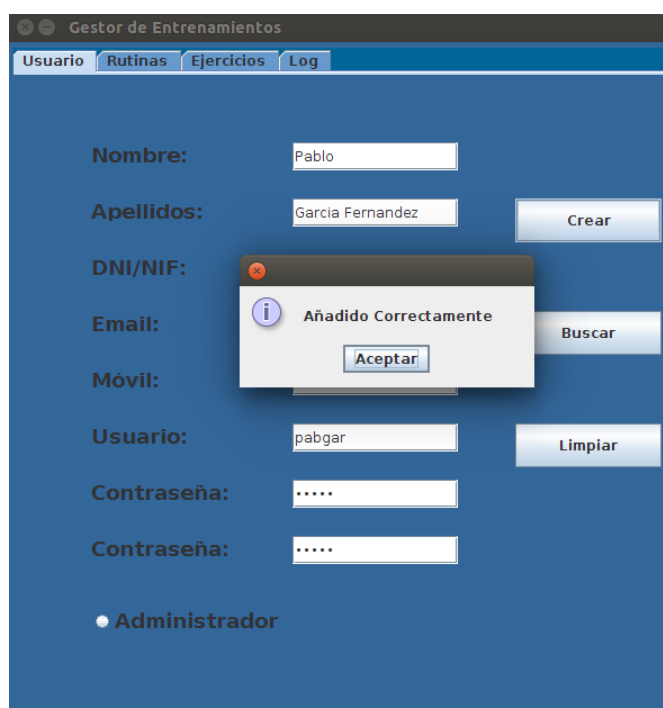 Gestor de Entrenamientos
Usuario Rutinas Ejercicios Log
Nombre: Pablo
Apellidos: Garcia Fernandez
Crear
DNI/NIF:
Añadido Correctamente
Email:
Buscar
Aceptar
Móvil:
Usuario: pabgar
Limpiar
Contraseña: •••••
Contraseña: •••••
Administrador